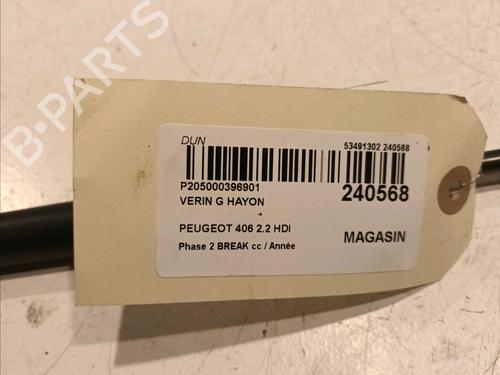 DUN
53491302 240568
P205000396901
240568
VERIN G HAYON
PEUGEOT 406 2.2 HDI
MAGASIN
Phase 2 BREAK cc / Année
B-PARTS